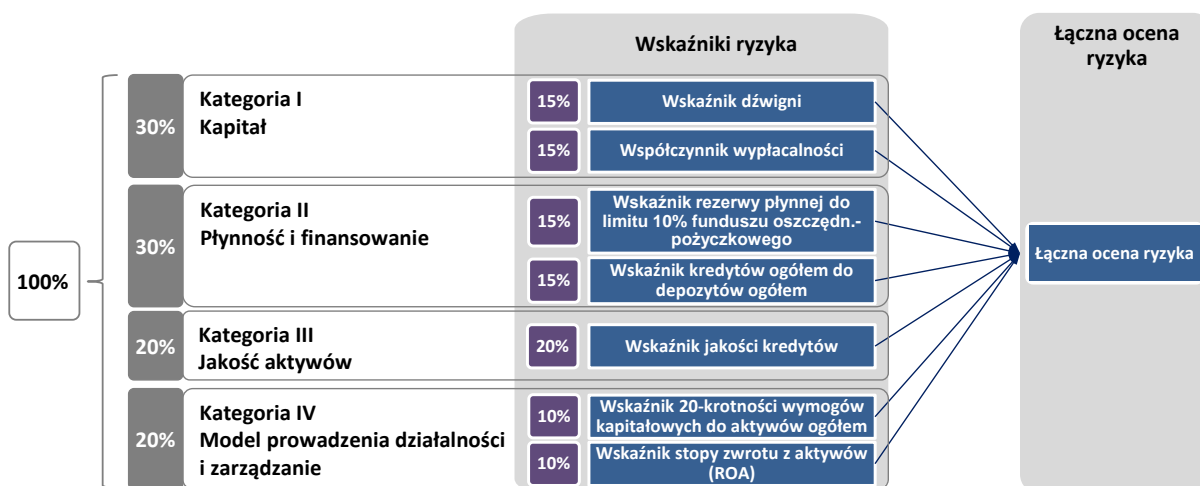 Wskaźniki ryzyka
Łączna ocena
ryzyka
100%
30%
Kategoria I
Kapitał
15%
Wskaźnik dźwigni
15%
Współczynnik wypłacalności
30%
Kategoria II
Płynność i finansowanie
15%
Wskaźnik rezerwy płynnej do
limitu 10% funduszu oszczędn.-
pożyczkowego
15%
Wskaźnik kredytów ogółem do
depozytów ogółem
20%
Kategoria III
Jakość aktywów
20%
Wskaźnik jakości kredytów
20%
Kategoria IV
Model prowadzenia działalności
i zarządzanie
10%
Wskaźnik 20-krotności wymogów
kapitałowych do aktywów ogółem
10%
Wskaźnik stopy zwrotu z aktywów
(ROA)
Łączna ocena ryzyka